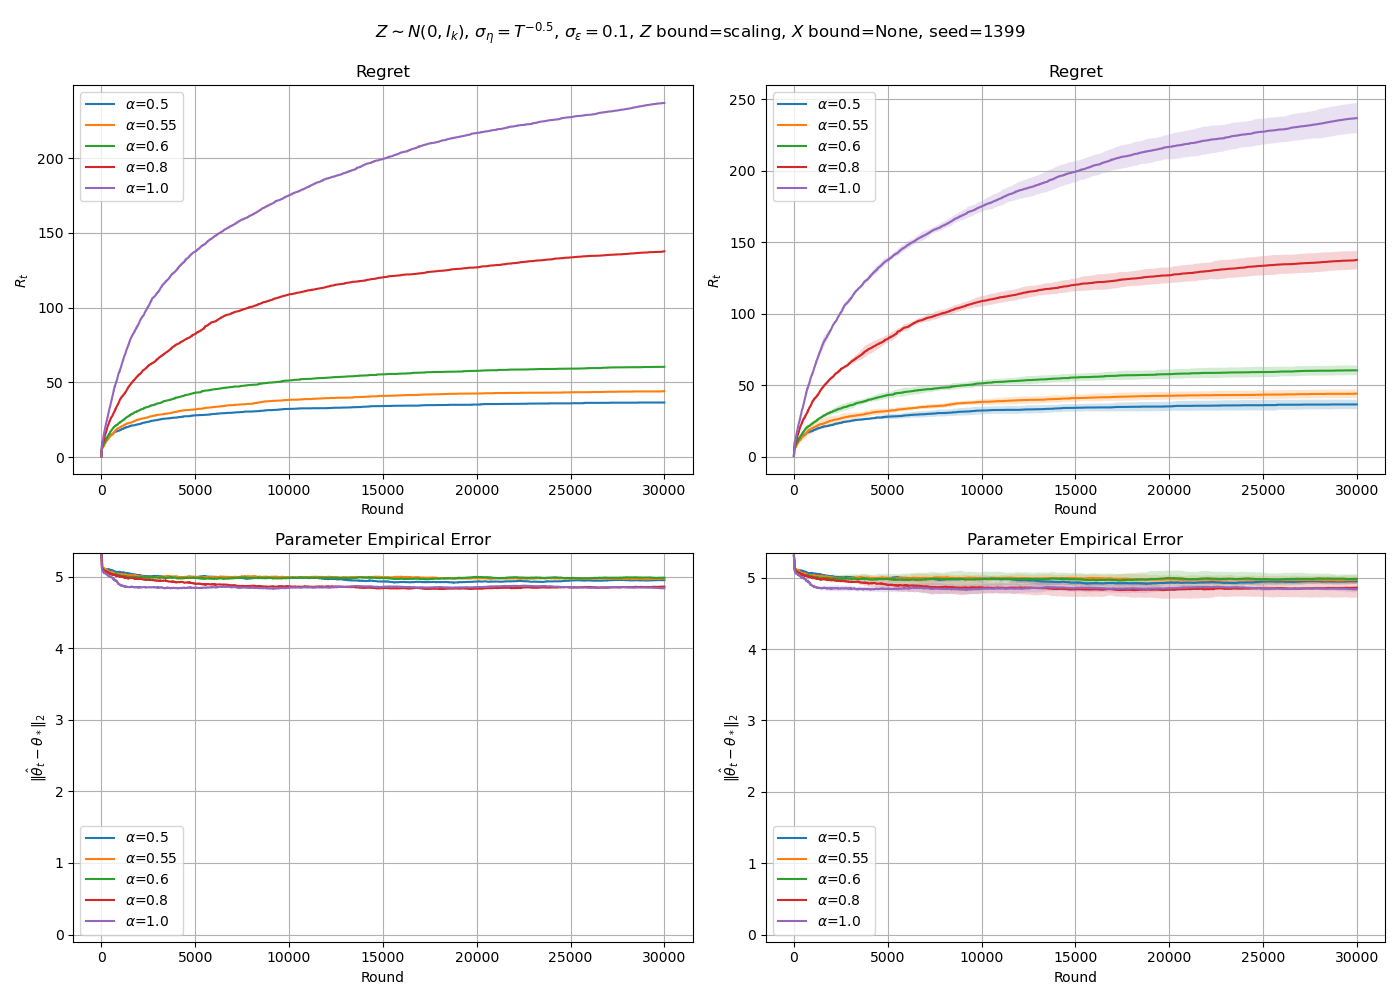 Z ∼ N(0, I_k), σ_η = T^{−0.5}, σ_ε = 0.1, Z bound=scaling, X bound=None, seed=1399
Regret
α=0.5
α=0.55
α=0.6
α=0.8
α=1.0
200
150
100
50
0
R_t
0 5000 10000 15000 20000 25000 30000
Round
Regret
α=0.5
α=0.55
α=0.6
α=0.8
α=1.0
250
200
150
100
50
0
R_t
0 5000 10000 15000 20000 25000 30000
Round
Parameter Empirical Error
5
4
3
2
1
0
‖θ̂_t − θ_*‖_2
α=0.5
α=0.55
α=0.6
α=0.8
α=1.0
0 5000 10000 15000 20000 25000 30000
Round
Parameter Empirical Error
5
4
3
2
1
0
‖θ̂_t − θ_*‖_2
α=0.5
α=0.55
α=0.6
α=0.8
α=1.0
0 5000 10000 15000 20000 25000 30000
Round